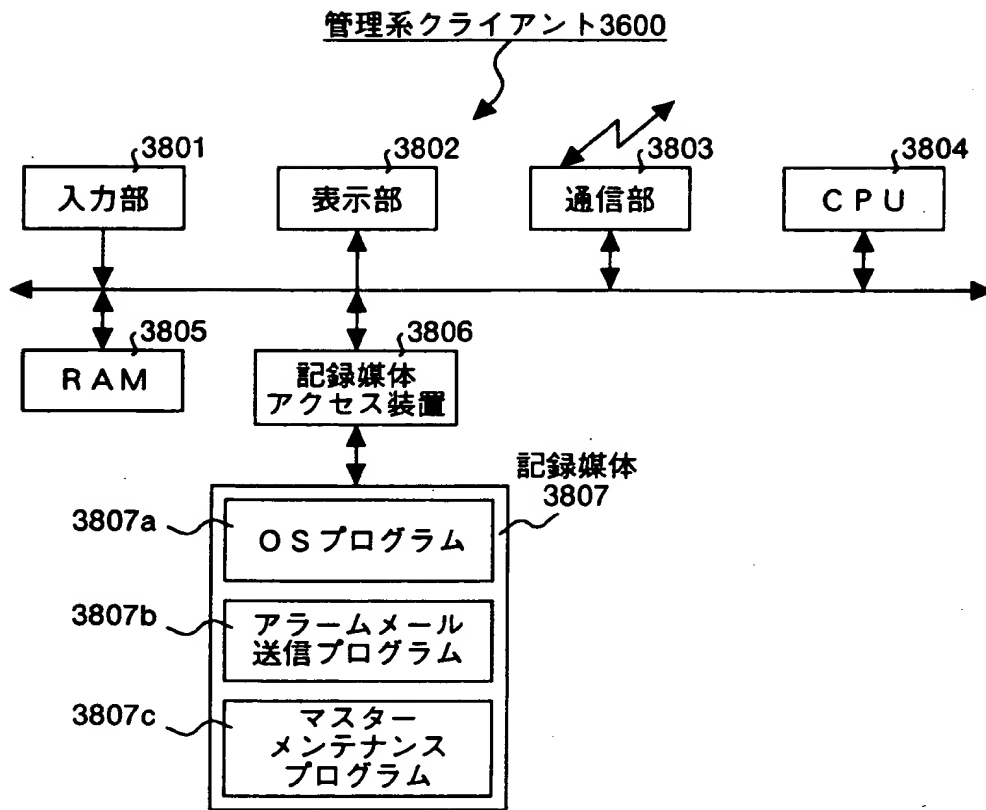 管理系クライアント3600
3801
3802
3803
3804
入力部
表示部
通信部
CPU
3805
3806
RAM
記録媒体
アクセス装置
記録媒体
3807
3807a
OSプログラム
3807b
アラームメール
送信プログラム
3807c
マスター
メンテナンス
プログラム